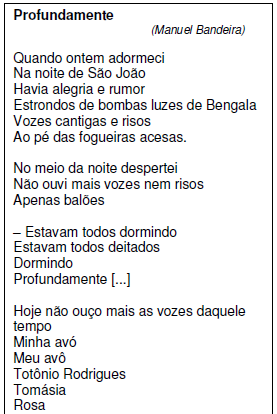 Profundamente
(Manuel Bandeira)
Quando ontem adormeci
Na noite de São João
Havia alegria e rumor
Estrondos de bombas luzes de Bengala
Vozes cantigas e risos
Ao pé das fogueiras acesas.
No meio da noite despertei
Não ouvi mais vozes nem risos
Apenas balões
– Estavam todos dormindo
Estavam todos deitados
Dormindo
Profundamente [...]
Hoje não ouço mais as vozes daquele
tempo
Minha avó
Meu avô
Totônio Rodrigues
Tomásia
Rosa